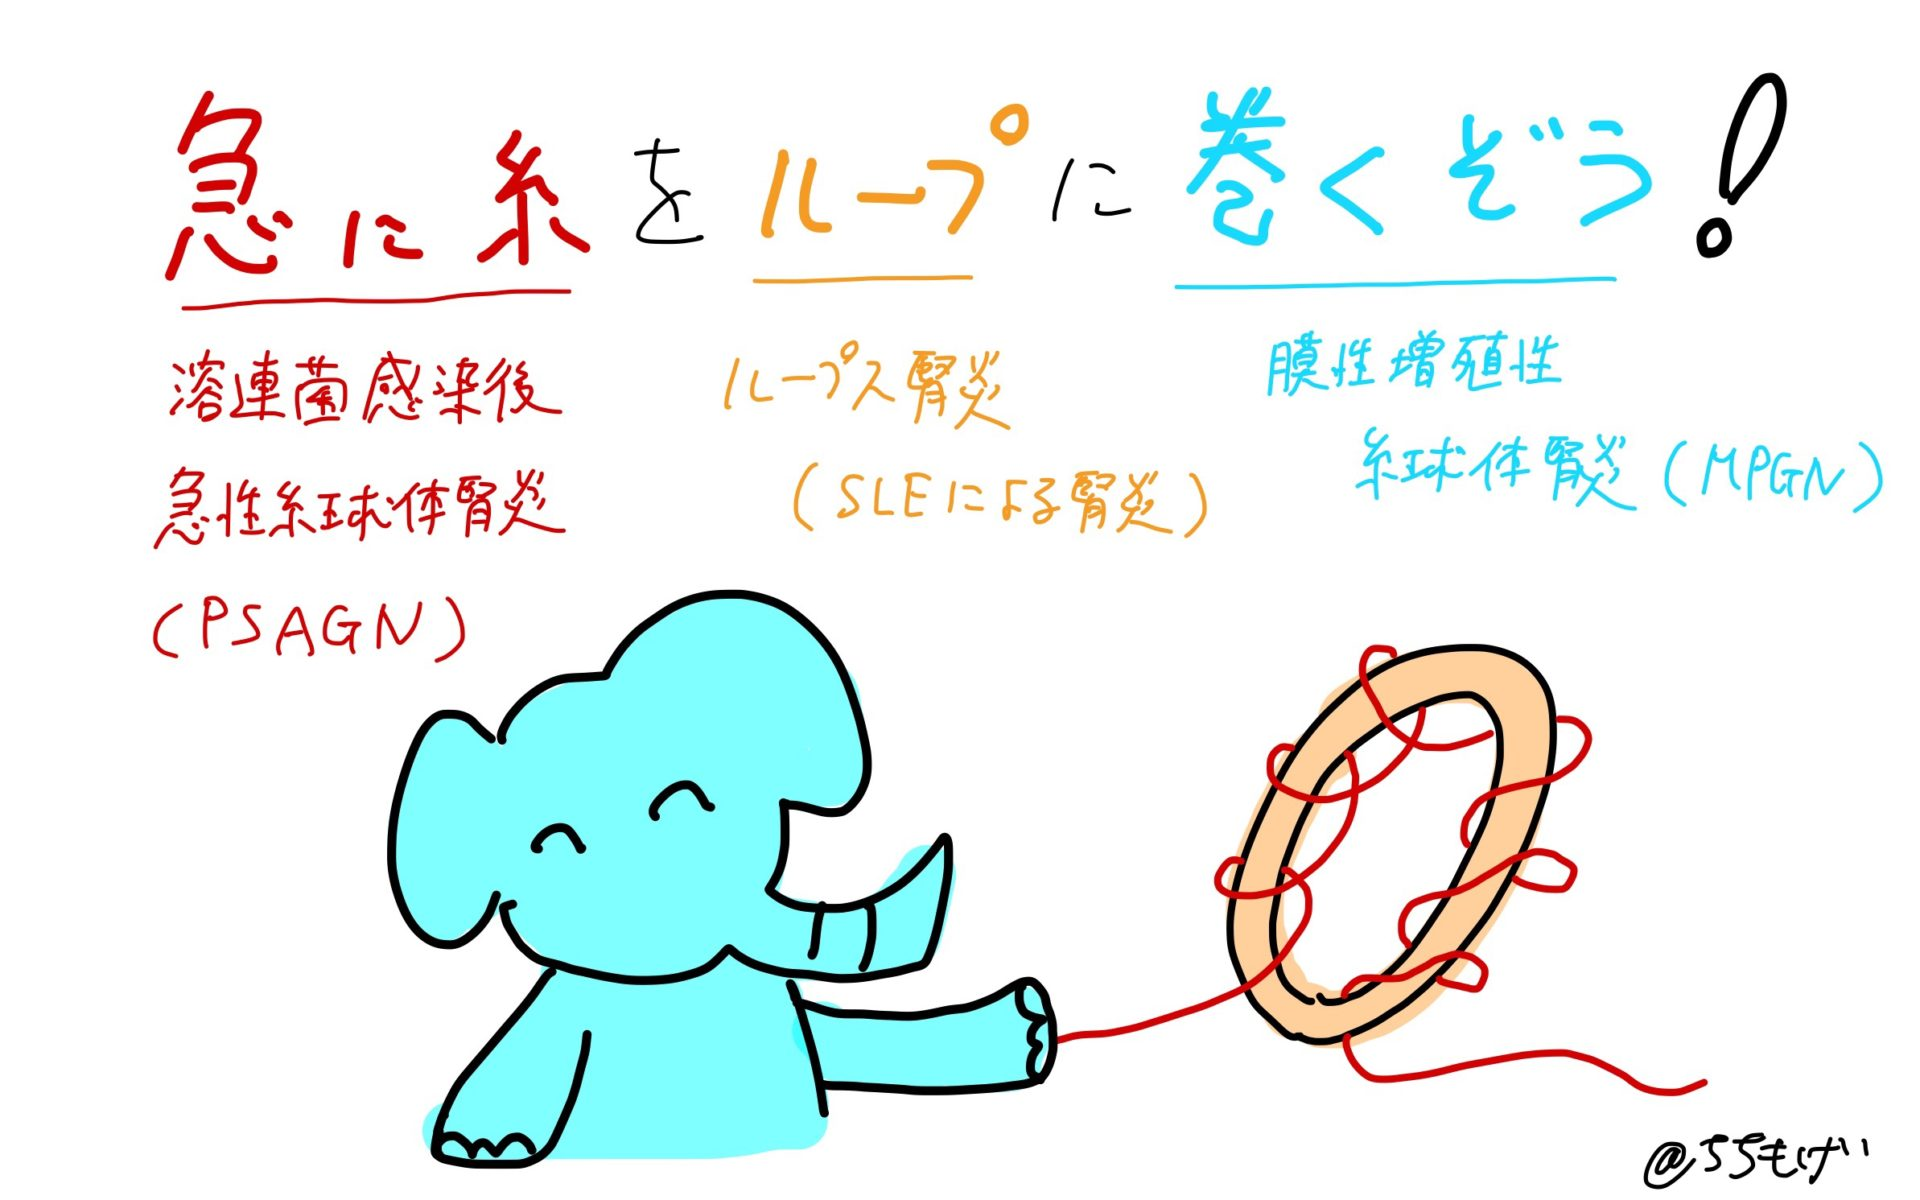 急に糸をループに巻くぞう!
溶連菌感染後
急性糸球体腎炎
(PSAGN)
ループス腎炎
(SLEによる腎炎)
膜性増殖性
糸球体腎炎(MPGN)
@ちちもげい